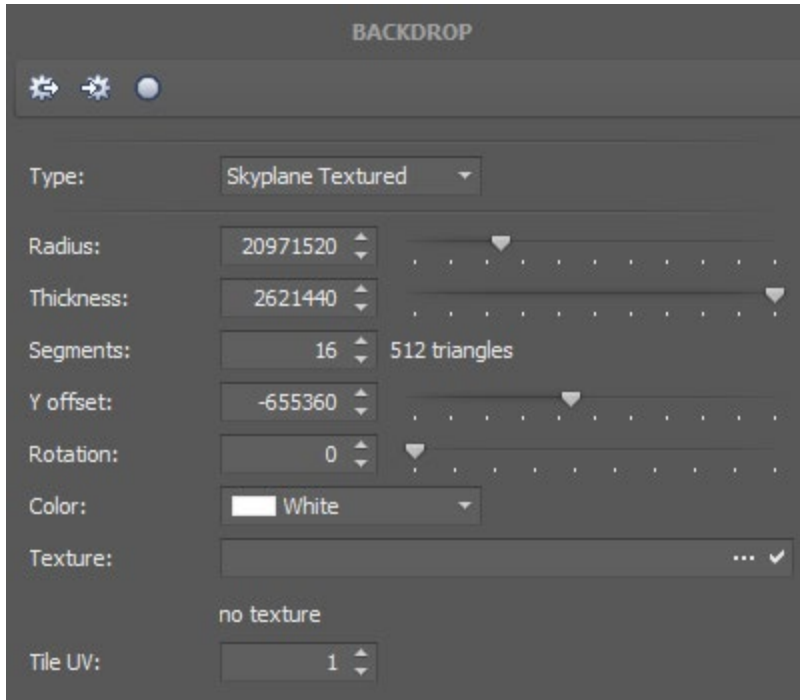 BACKDROP
Type: Skyplane Textured
Radius: 20971520
Thickness: 2621440
Segments: 16 512 triangles
Y offset: -655360
Rotation: 0
Color: White
Texture: ...
no texture
Tile UV: 1